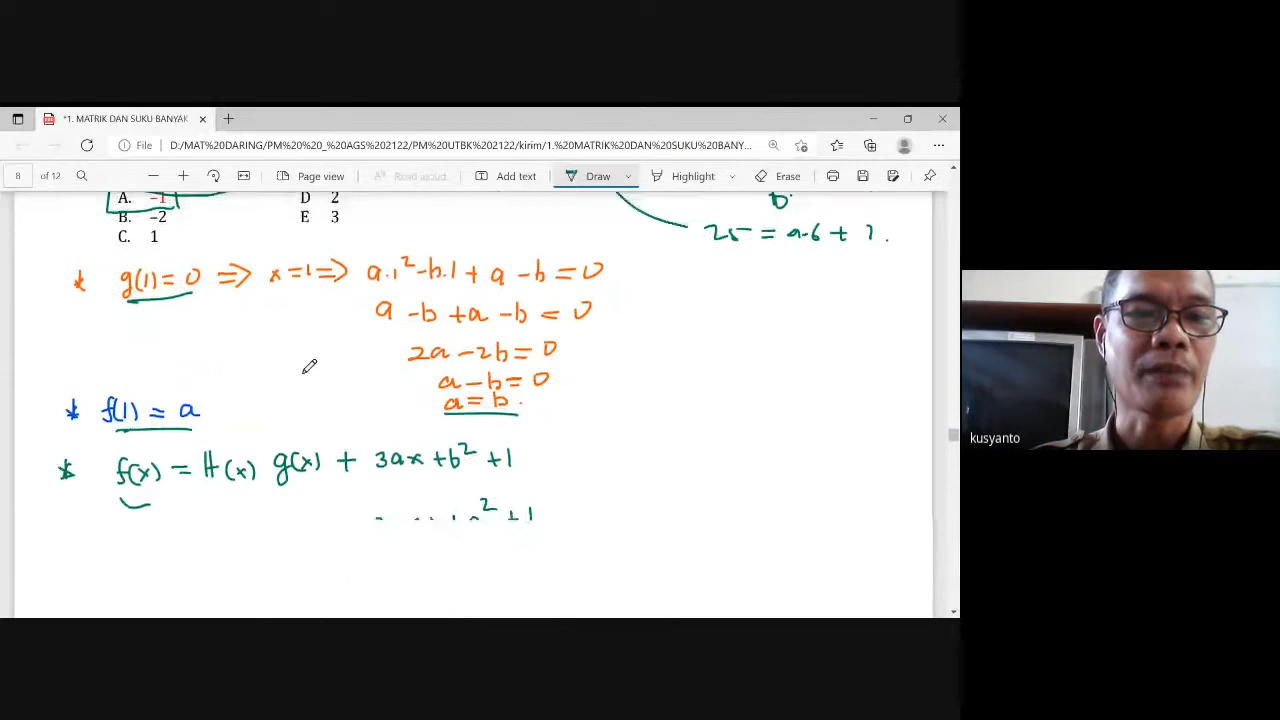 *1. MATRIK DAN SUKU BANYAK
File D:/MAT%20DARING/PM%20%20_%20AGS%202122/PM%20UTBK%202122/kirim/1.%20MATRIK%20DAN%20SUKU%20BANY...
8 of 12 Page view Read aloud Add text Draw Highlight Erase
A. –1 D 2
B. –2 E 3
C. 1
b.
25 = a.6 + 1.
* g(1) = 0 => x = 1 => a.1² - b.1 + a - b = 0
a - b + a - b = 0
2a - 2b = 0
a - b = 0
a = b.
* f(1) = a
* f(x) = H(x) g(x) + 3ax + b² + 1
² + 1
kusyanto